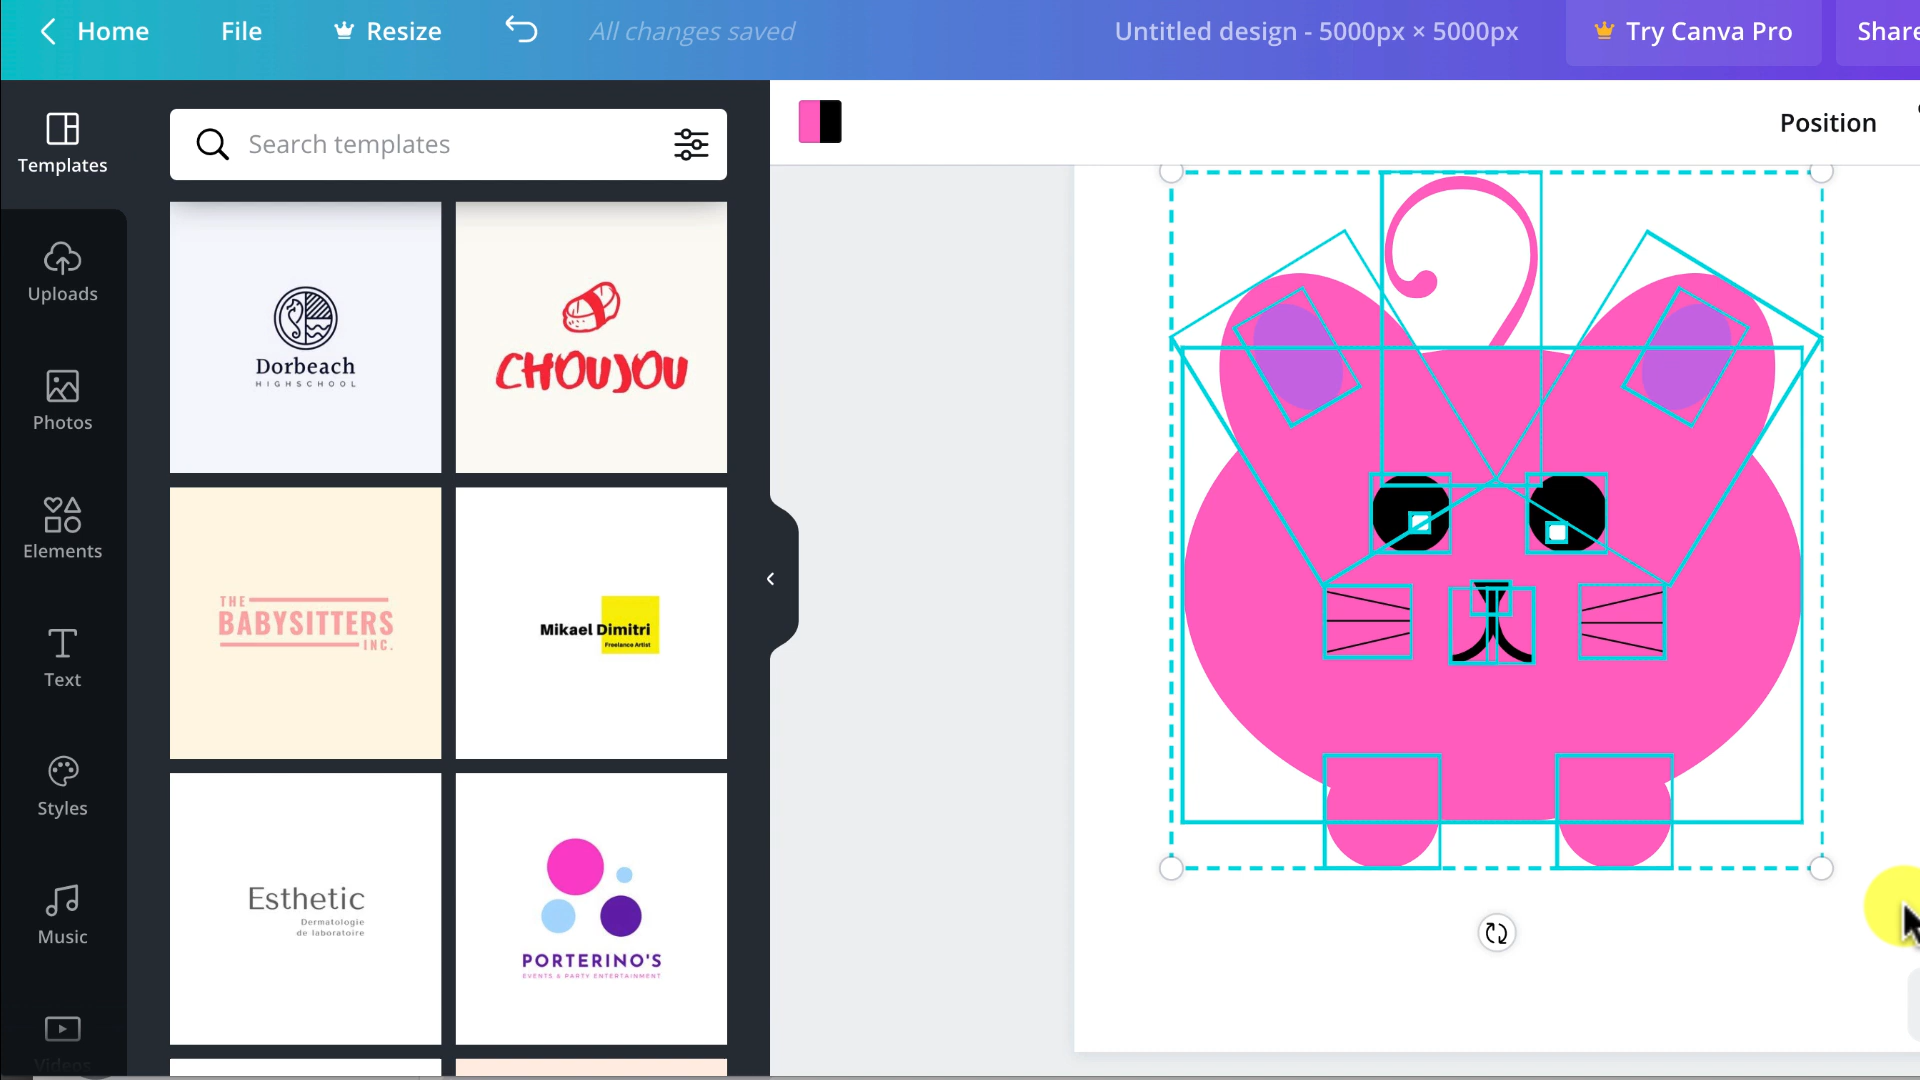 Home File Resize All changes saved Untitled design - 5000px × 5000px Try Canva Pro Share
Templates
Search templates
Position
Uploads
Photos
Elements
Text
Styles
Music
Videos
Dorbeach
HIGHSCHOOL
CHOUJOU
THE
BABYSITTERS
INC.
Mikael Dimitri
Freelance Artist
Esthetic
Dermatologie
de laboratoire
PORTERINO'S
EVENTS & PARTY ENTERTAINMENT